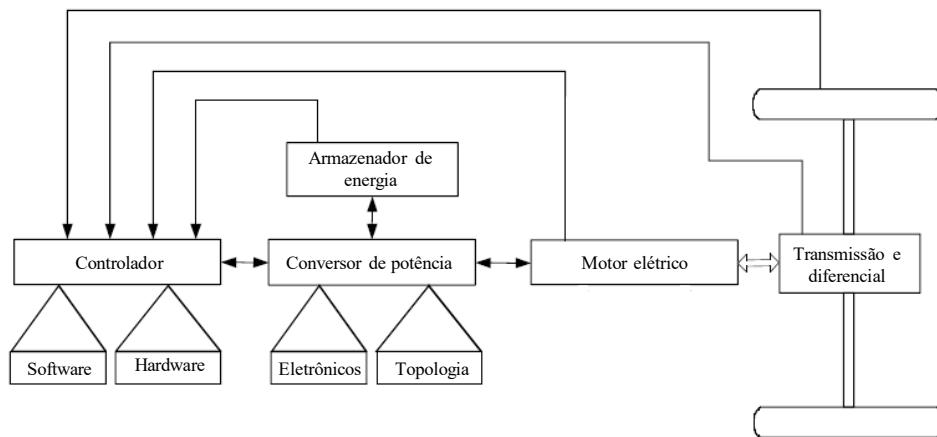 Armazenador de
energia
Controlador
Conversor de potência
Motor elétrico
Transmissão e
diferencial
Software
Hardware
Eletrônicos
Topologia